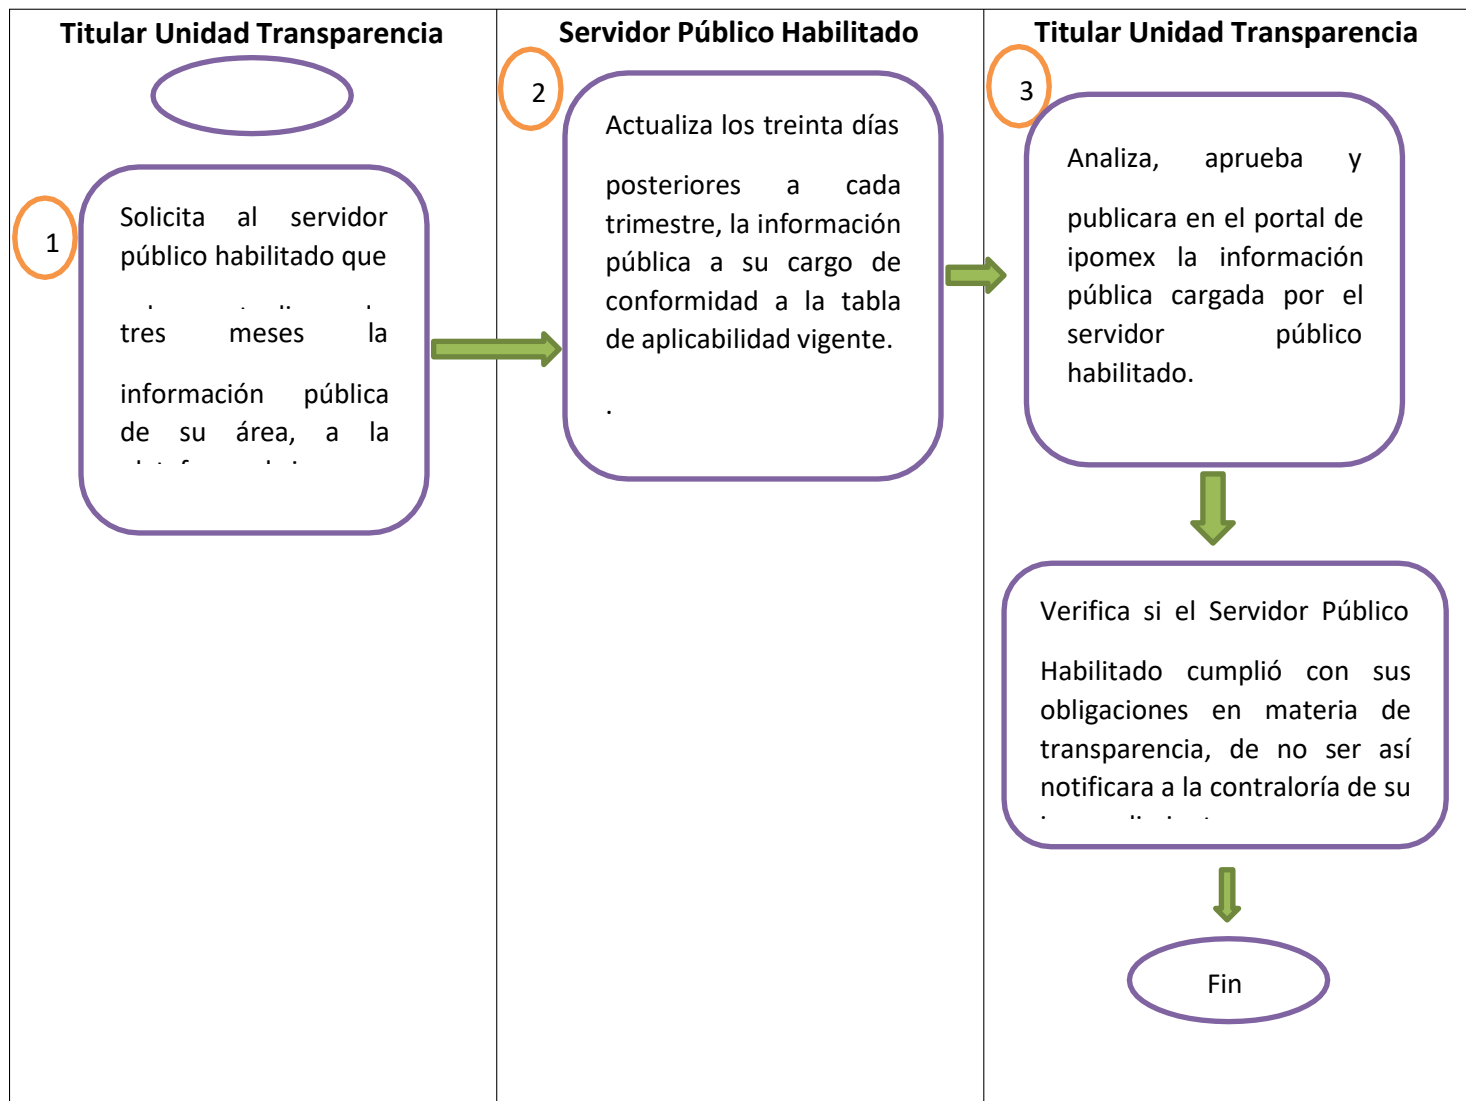 Titular Unidad Transparencia
1
Solicita al servidor
público habilitado que
tres meses la
información pública
de su área, a la
Servidor Público Habilitado
2
Actualiza los treinta días
posteriores a cada
trimestre, la información
pública a su cargo de
conformidad a la tabla
de aplicabilidad vigente.
.
Titular Unidad Transparencia
3
Analiza, aprueba y
publicara en el portal de
ipomex la información
pública cargada por el
servidor público
habilitado.
Verifica si el Servidor Público
Habilitado cumplió con sus
obligaciones en materia de
transparencia, de no ser así
notificara a la contraloría de su
Fin